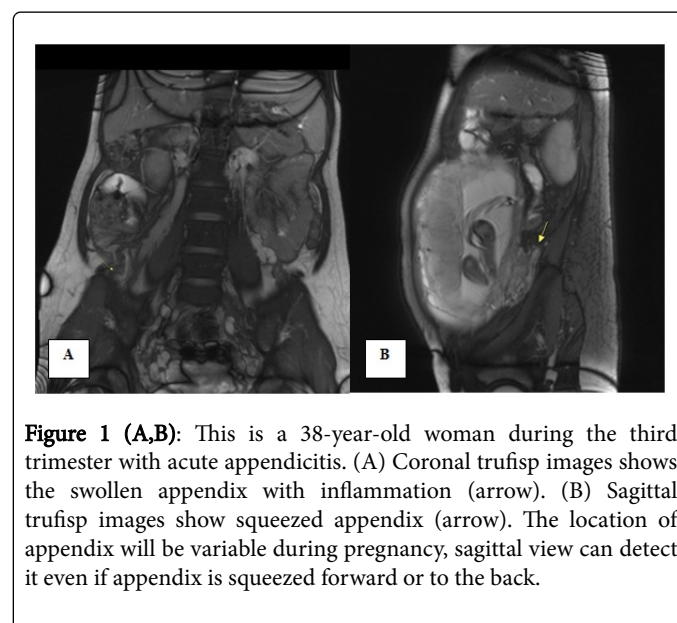 A
B
Figure 1 (A,B): This is a 38-year-old woman during the third
trimester with acute appendicitis. (A) Coronal trufisp images shows
the swollen appendix with inflammation (arrow). (B) Sagittal
trufisp images show squeezed appendix (arrow). The location of
appendix will be variable during pregnancy, sagittal view can detect
it even if appendix is squeezed forward or to the back.